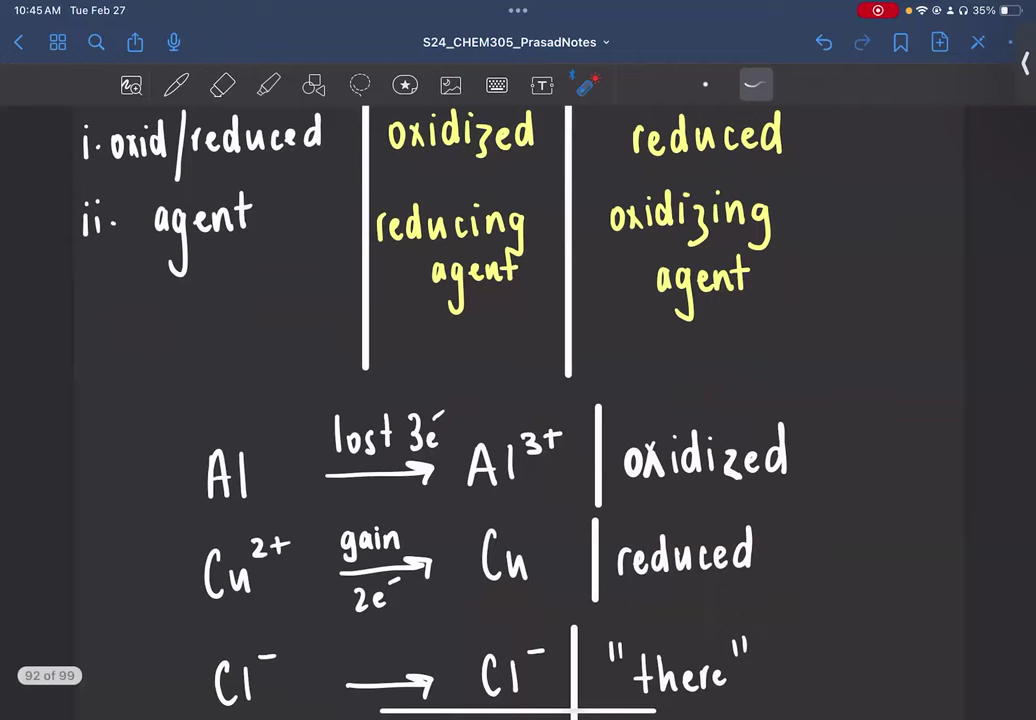 10:45 AM Tue Feb 27
35%
S24_CHEM305_PrasadNotes
i. oxid/reduced oxidized reduced
ii. agent reducing agent oxidizing agent
lost 3e⁻
Al → Al³⁺ | oxidized
gain
Cu²⁺ → Cu | reduced
2e⁻
Cl⁻ → Cl⁻ | "there"
92 of 99